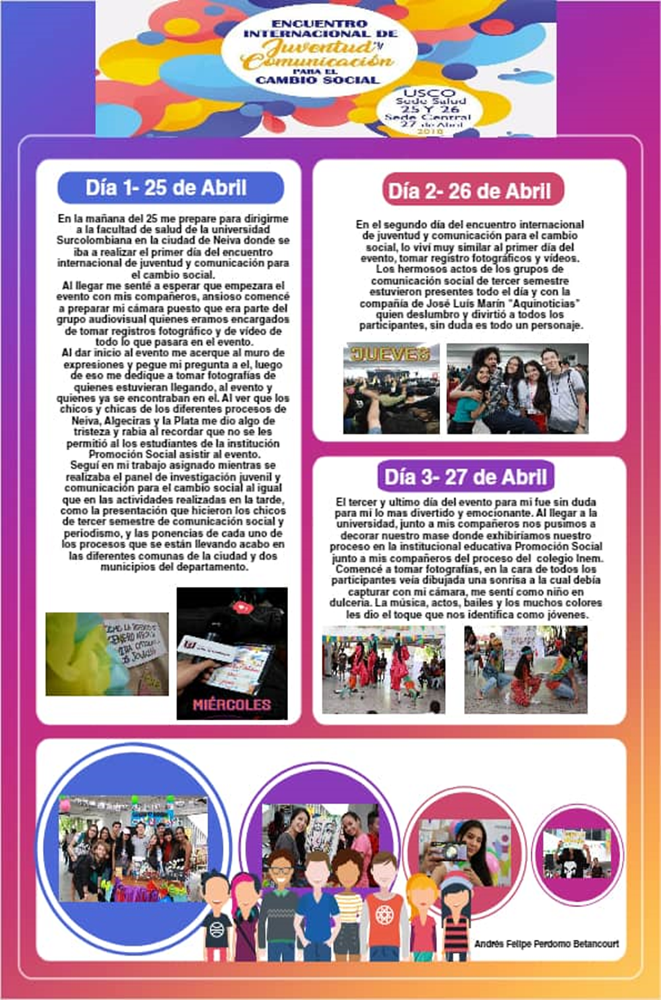 ENCUENTRO
INTERNACIONAL DE
Juventud y
Comunicación
PARA EL
CAMBIO SOCIAL
USCO
Sede Salud
25 Y 26
Sede Central
27 de Abril
2018
Día 1- 25 de Abril
En la mañana del 25 me prepare para dirigirme
a la facultad de salud de la universidad
Surcolombiana en la ciudad de Neiva donde se
iba a realizar el primer día del encuentro
internacional de juventud y comunicación para
el cambio social.
Al llegar me senté a esperar que empezara el
evento con mis compañeros, ansioso comencé
a preparar mi cámara puesto que era parte del
grupo audiovisual quienes eramos encargados
de tomar registros fotográfico y de vídeo de
todo lo que pasara en el evento.
Al dar inicio al evento me acerque al muro de
expresiones y pegue mi pregunta a el, luego
de eso me dedique a tomar fotografías de
quienes estuvieran llegando, al evento y
quienes ya se encontraban en el. Al ver que los
chicos y chicas de los diferentes procesos de
Neiva, Algeciras y la Plata me dio algo de
tristeza y rabia al recordar que no se les
permitió al los estudiantes de la institución
Promoción Social asistir al evento.
Seguí en mi trabajo asignado mientras se
realizaba el panel de investigación juvenil y
comunicación para el cambio social al igual
que en las actividades realizadas en la tarde,
como la presentación que hicieron los chicos
de tercer semestre de comunicación social y
periodismo, y las ponencias de cada uno de
los procesos que se están llevando acabo en
las diferentes comunas de la ciudad y dos
municipios del departamento.
MIÉRCOLES
Día 2- 26 de Abril
En el segundo día del encuentro internacional
de juventud y comunicación para el cambio
social, lo viví muy similar al primer día del
evento, tomar registro fotográficos y vídeos.
Los hermosos actos de los grupos de
comunicación social de tercer semestre
estuvieron presentes todo el día y con la
compañía de José Luís Marín "Aquinoticias"
quien deslumbro y divirtió a todos los
participantes, sin duda es todo un personaje.
JUEVES
Día 3- 27 de Abril
El tercer y ultimo día del evento para mi fue sin duda
para mi lo mas divertido y emocionante. Al llegar a la
universidad, junto a mis compañeros nos pusimos a
decorar nuestro mase donde exhibiríamos nuestro
proceso en la institucional educativa Promoción Social
junto a mis compañeros del proceso del colegio Inem.
Comencé a tomar fotografías, en la cara de todos los
participantes veía dibujada una sonrisa a la cual debía
capturar con mi cámara, me sentí como niño en
dulcería. La música, actos, bailes y los muchos colores
les dio el toque que nos identifica como jóvenes.
Andrés Felipe Perdomo Betancourt